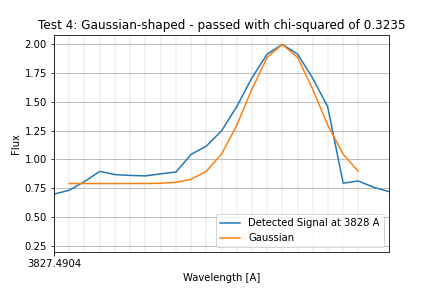 Test 4: Gaussian-shaped - passed with chi-squared of 0.3235
2.00
1.75
1.50
1.25
1.00
0.75
0.50
0.25
Flux
Detected Signal at 3828 A
Gaussian
3827.4904
Wavelength [A]